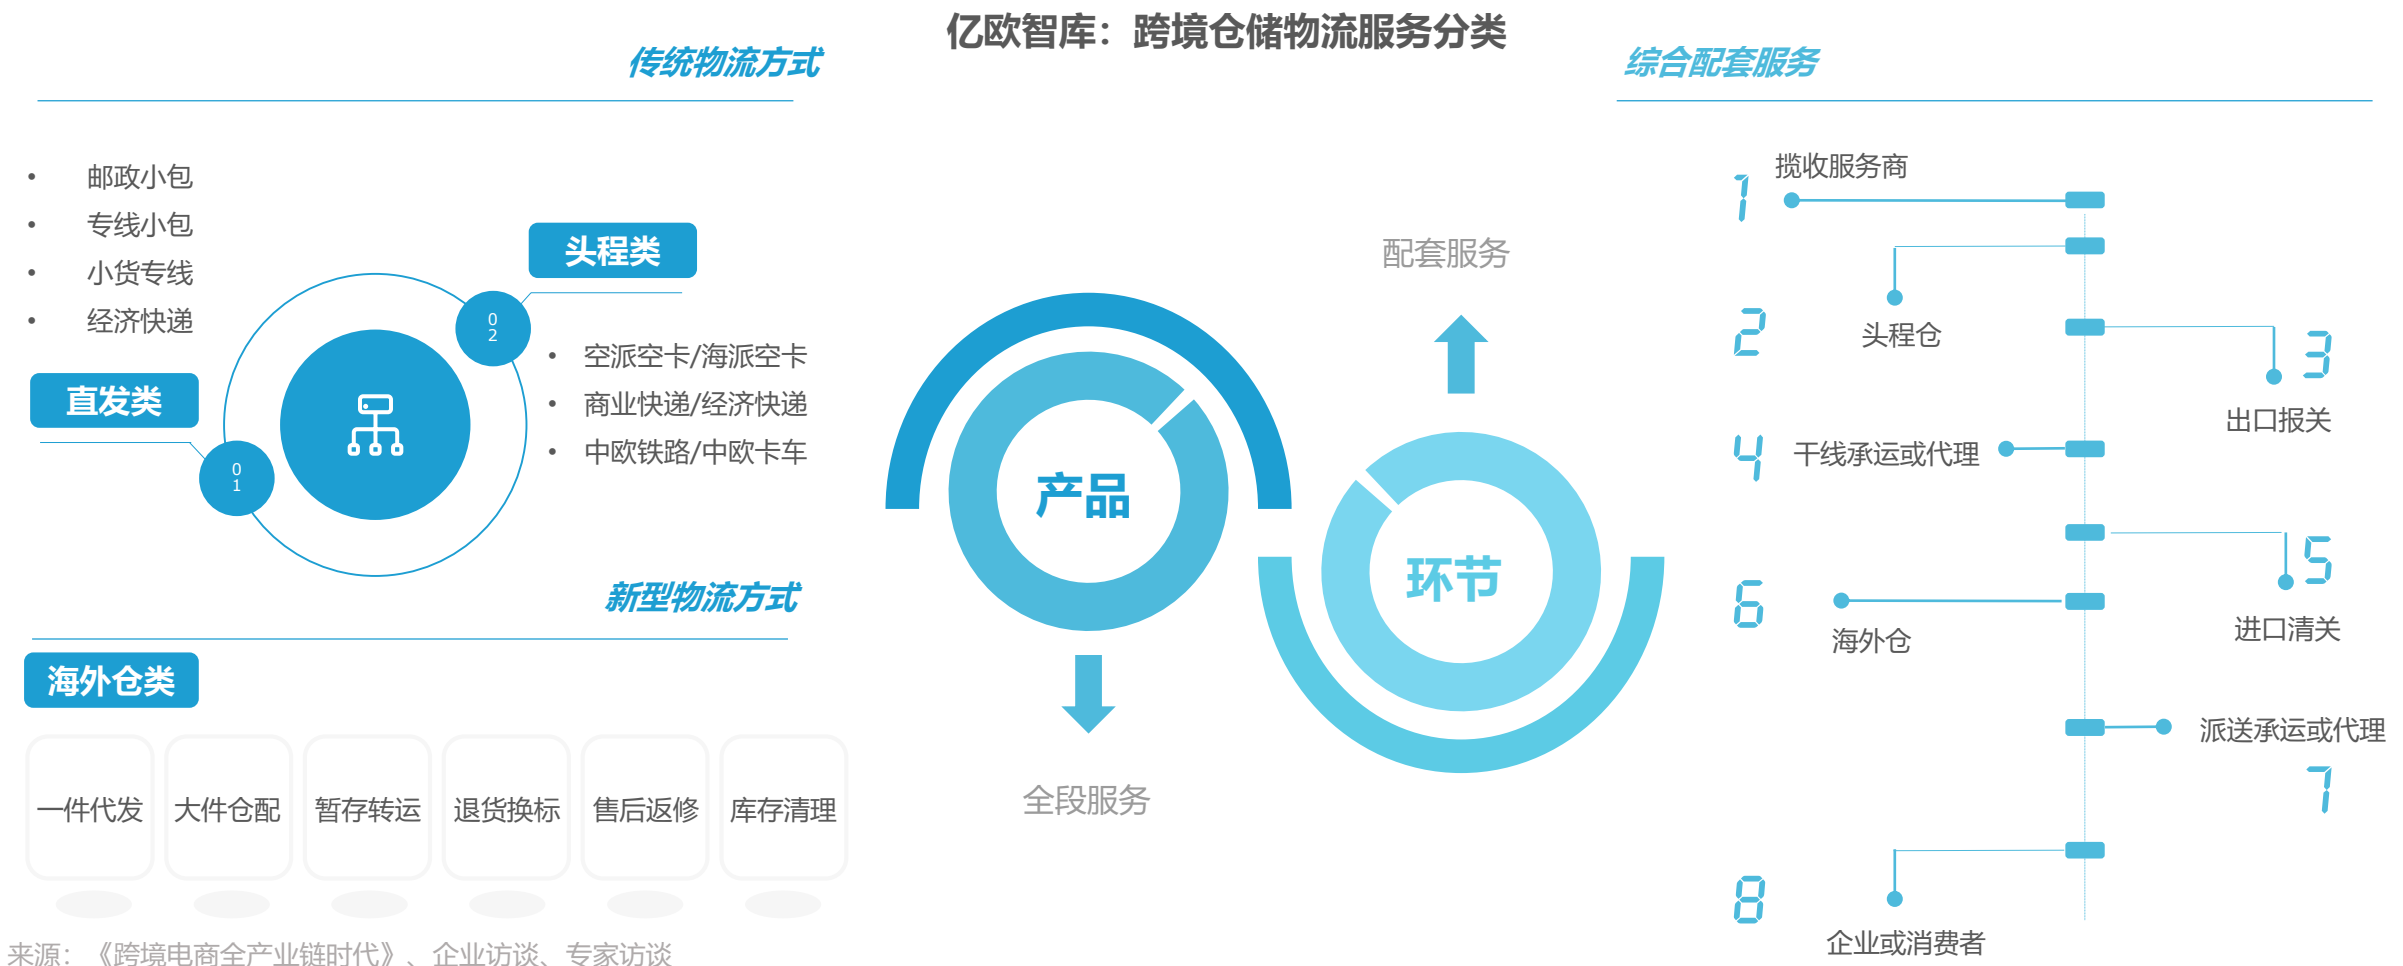 亿欧智库：跨境仓储物流服务分类
传统物流方式
邮政小包
专线小包
小货专线
经济快递
直发类
01
头程类
02
空派空卡/海派空卡
商业快递/经济快递
中欧铁路/中欧卡车
新型物流方式
海外仓类
一件代发
大件仓配
暂存转运
退货换标
售后返修
库存清理
产品
全段服务
配套服务
环节
综合配套服务
1
揽收服务商
2
头程仓
3
出口报关
4
干线承运或代理
5
进口清关
6
海外仓
派送承运或代理
7
8
企业或消费者
来源：《跨境电商全产业链时代》、企业访谈、专家访谈